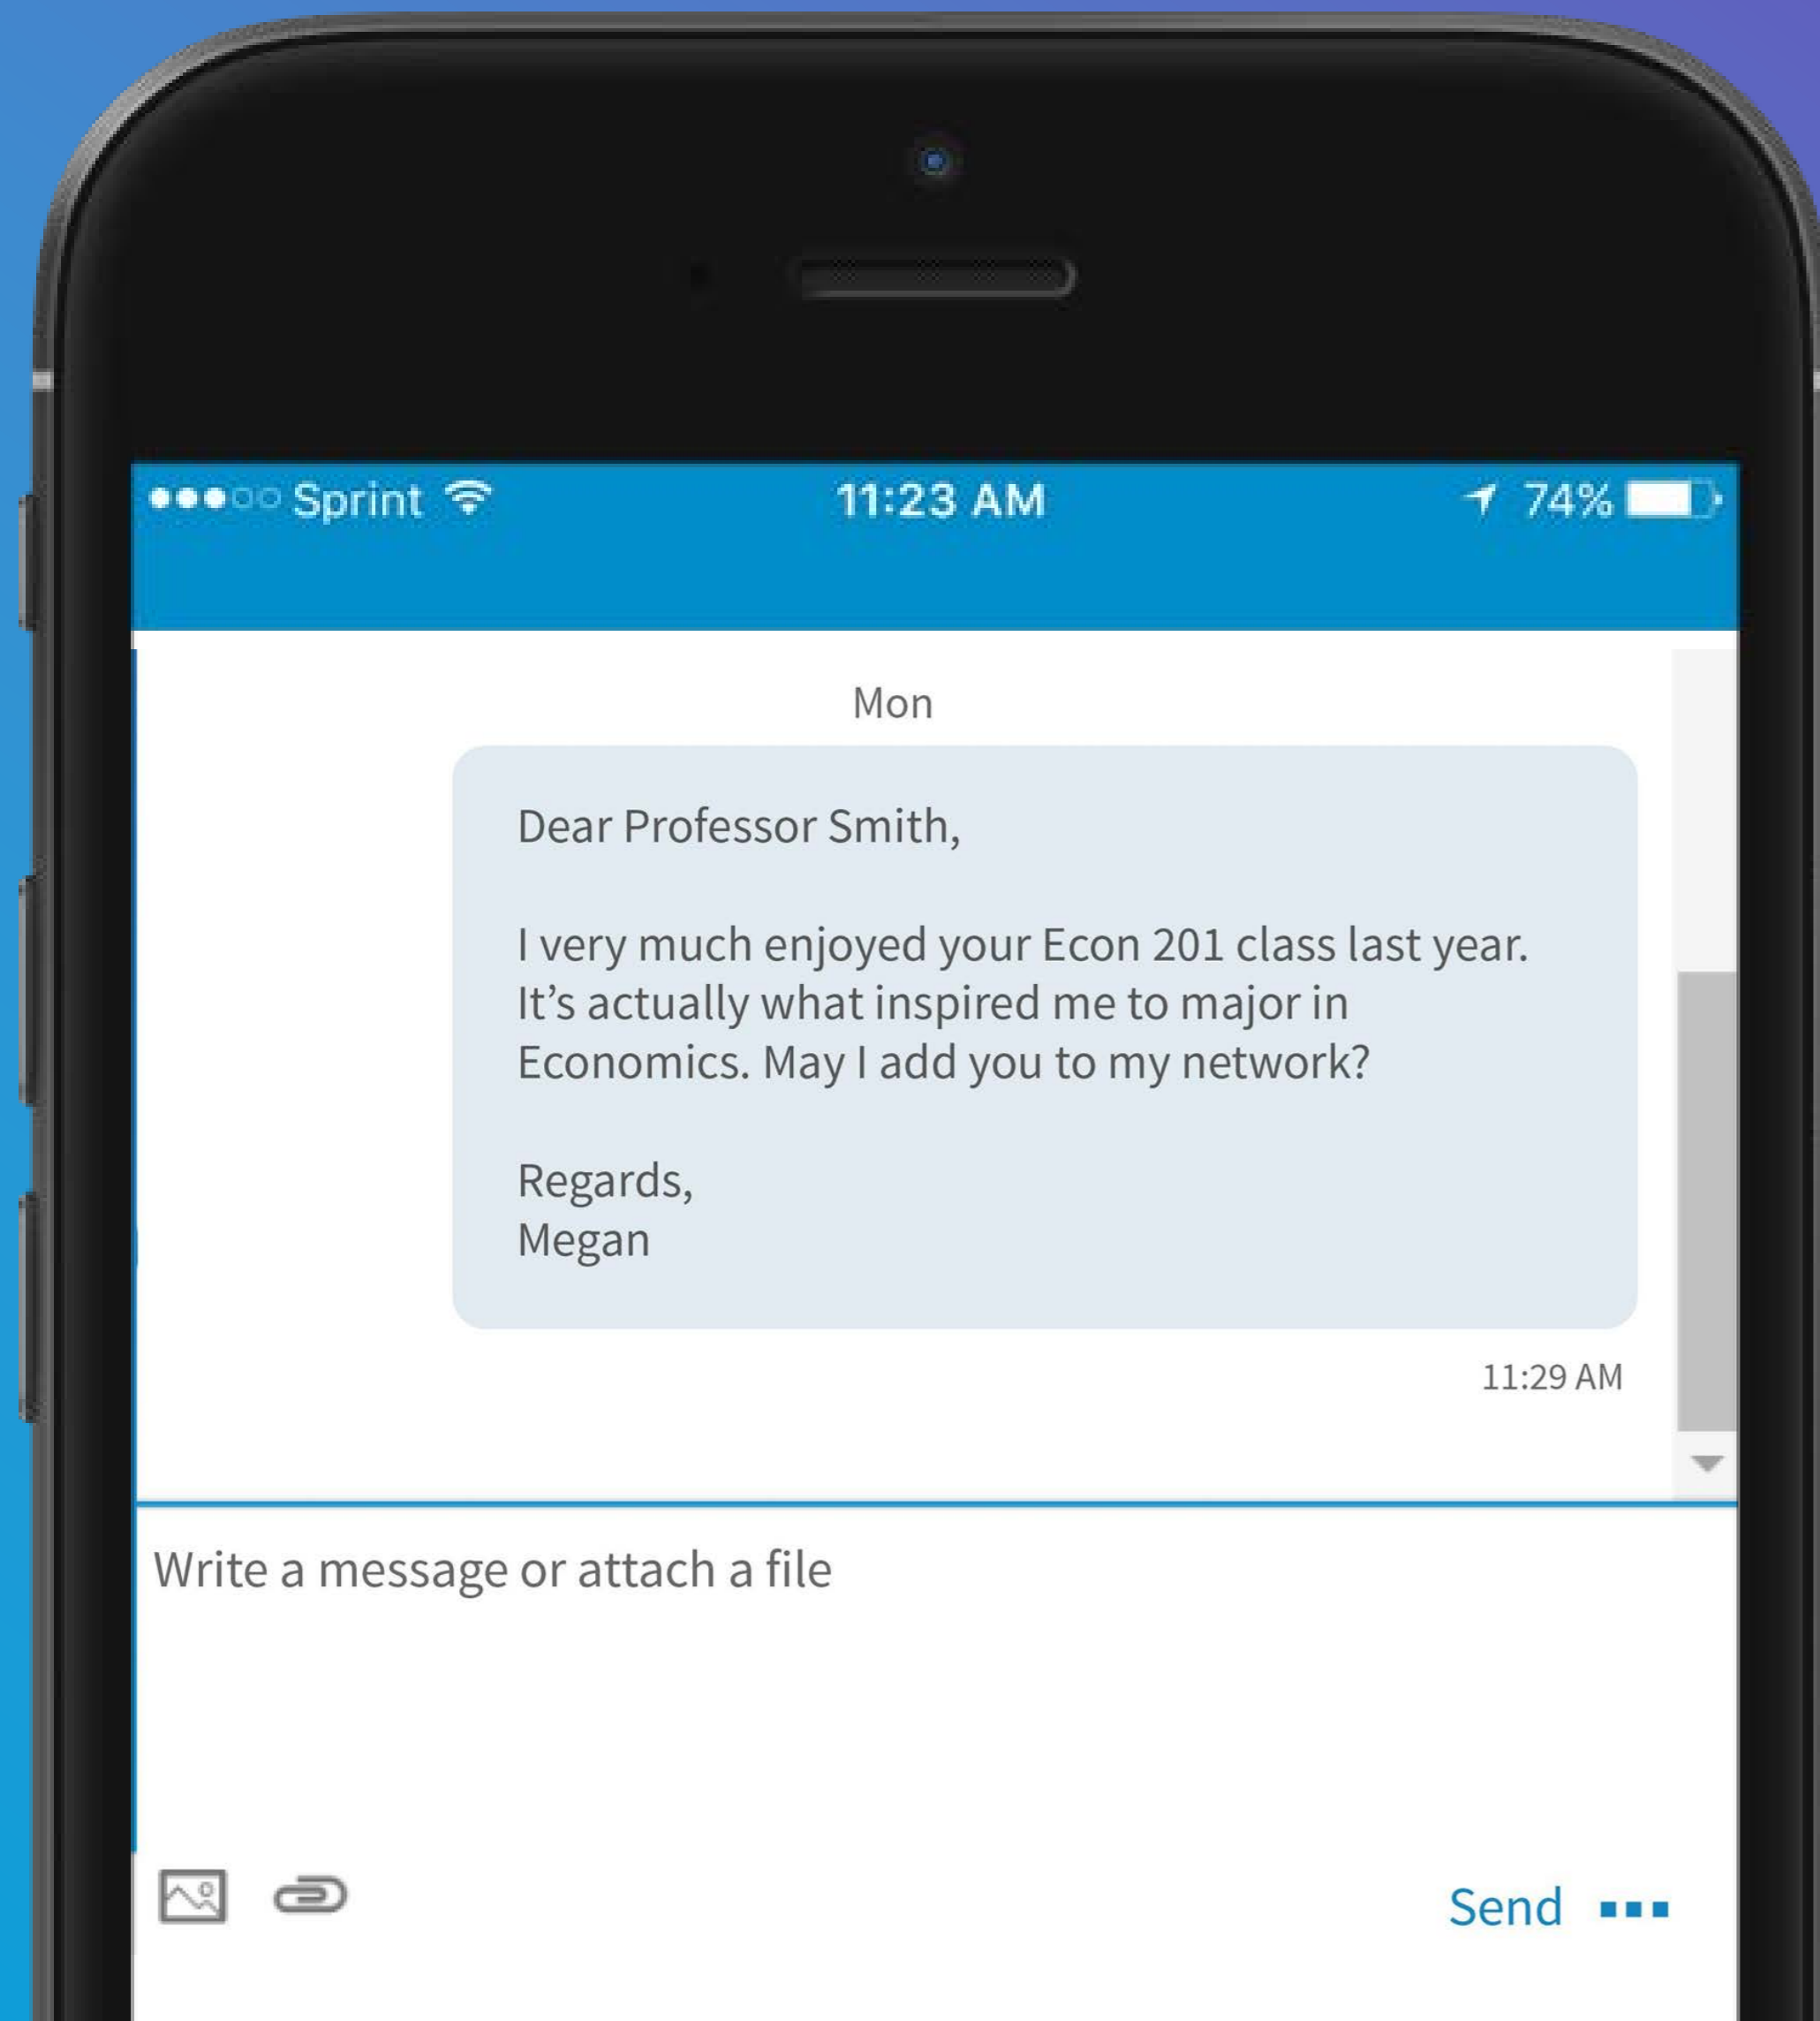 Sprint 11:23 AM 74%
Mon
Dear Professor Smith,
I very much enjoyed your Econ 201 class last year.
It’s actually what inspired me to major in
Economics. May I add you to my network?
Regards,
Megan
11:29 AM
Write a message or attach a file
Send